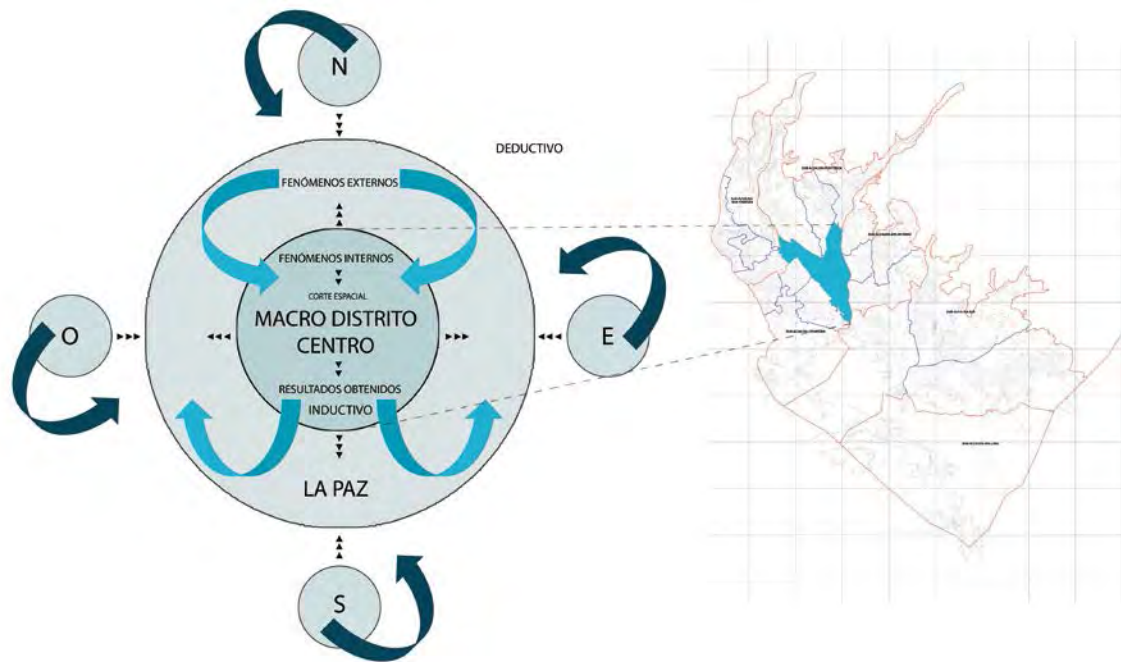 N
DEDUCTIVO
FENÓMENOS EXTERNOS
FENÓMENOS INTERNOS
CORTE ESPACIAL
MACRO DISTRITO
CENTRO
RESULTADOS OBTENIDOS
INDUCTIVO
LA PAZ
O
E
S